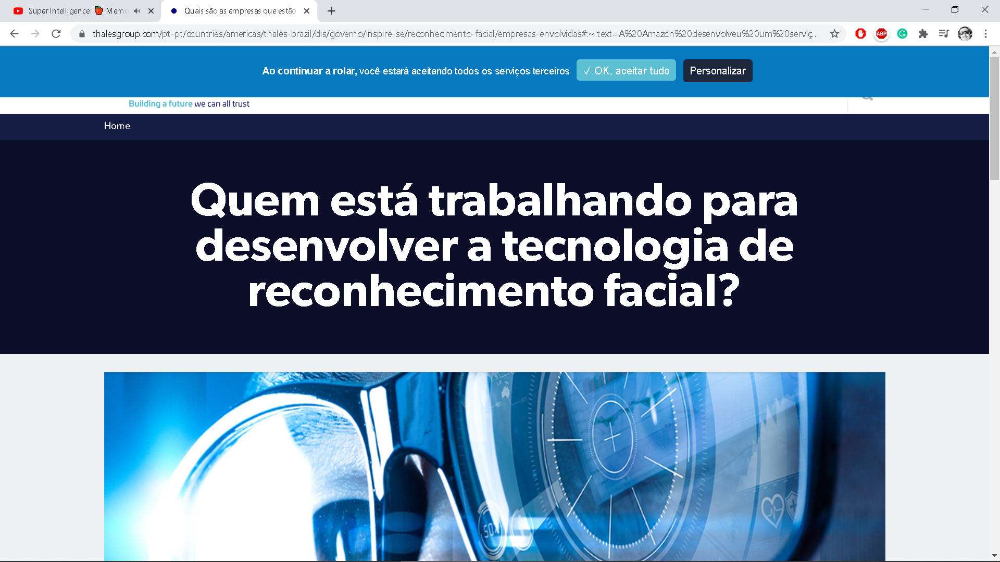 Super Intelligence: 🍎 Memo
Quais são as empresas que estão
thalesgroup.com/pt-pt/countries/americas/thales-brazil/dis/governo/inspire-se/reconhecimento-facial/empresas-envolvidas#:~:text=A%20Amazon%20desenvolveu%20um%20serviç...
ABP
Ao continuar a rolar, você estará aceitando todos os serviços terceiros
✓ OK, aceitar tudo
Personalizar
Building a future we can all trust
Home
Quem está trabalhando para
desenvolver a tecnologia de
reconhecimento facial?